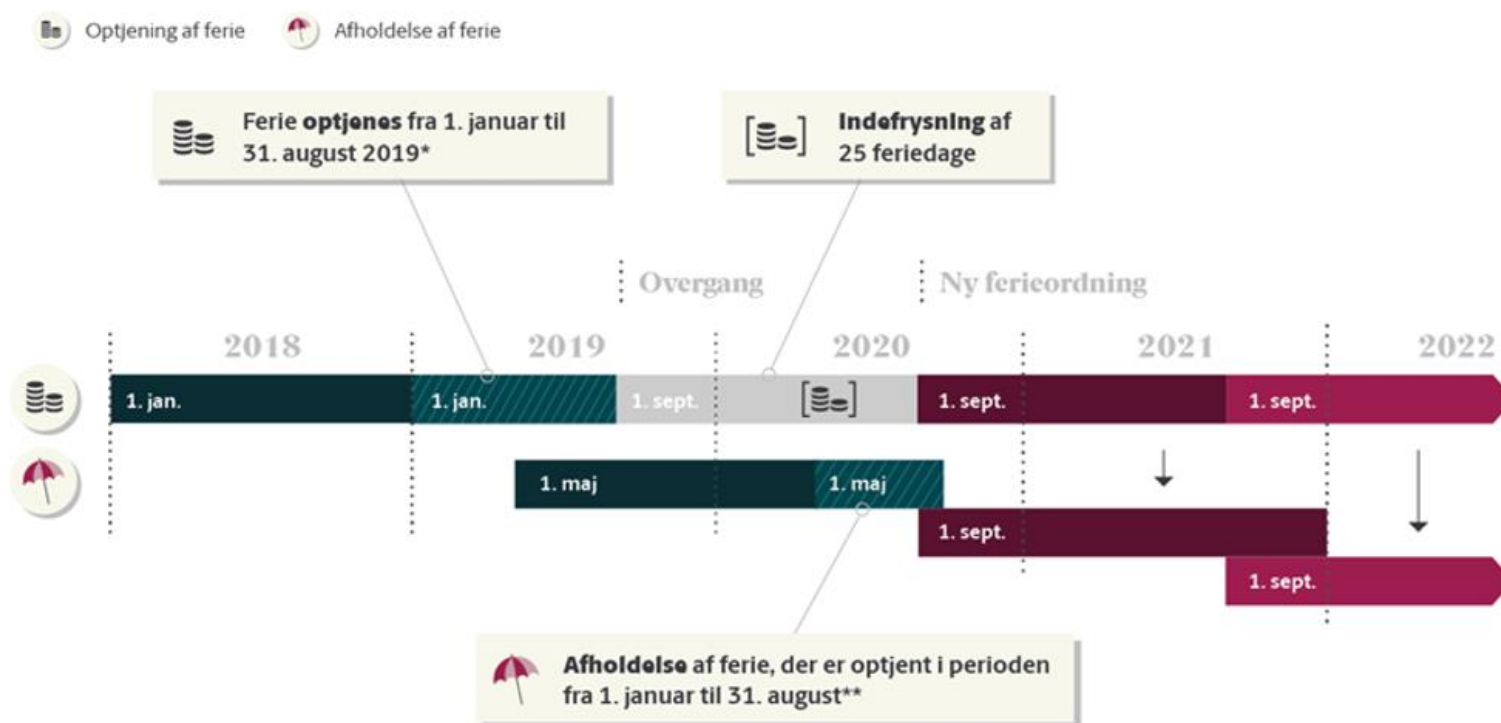 Optjening af ferie
Afholdelse af ferie
Ferie optjenes fra 1. januar til
31. august 2019*
Indefrysning af
25 feriedage
Overgang
Ny ferieordning
2018
2019
2020
2021
2022
1. jan.
1. jan.
1. sept.
1. sept.
1. sept.
1. maj
1. maj
1. sept.
1. sept.
Afholdelse af ferie, der er optjent i perioden
fra 1. januar til 31. august**